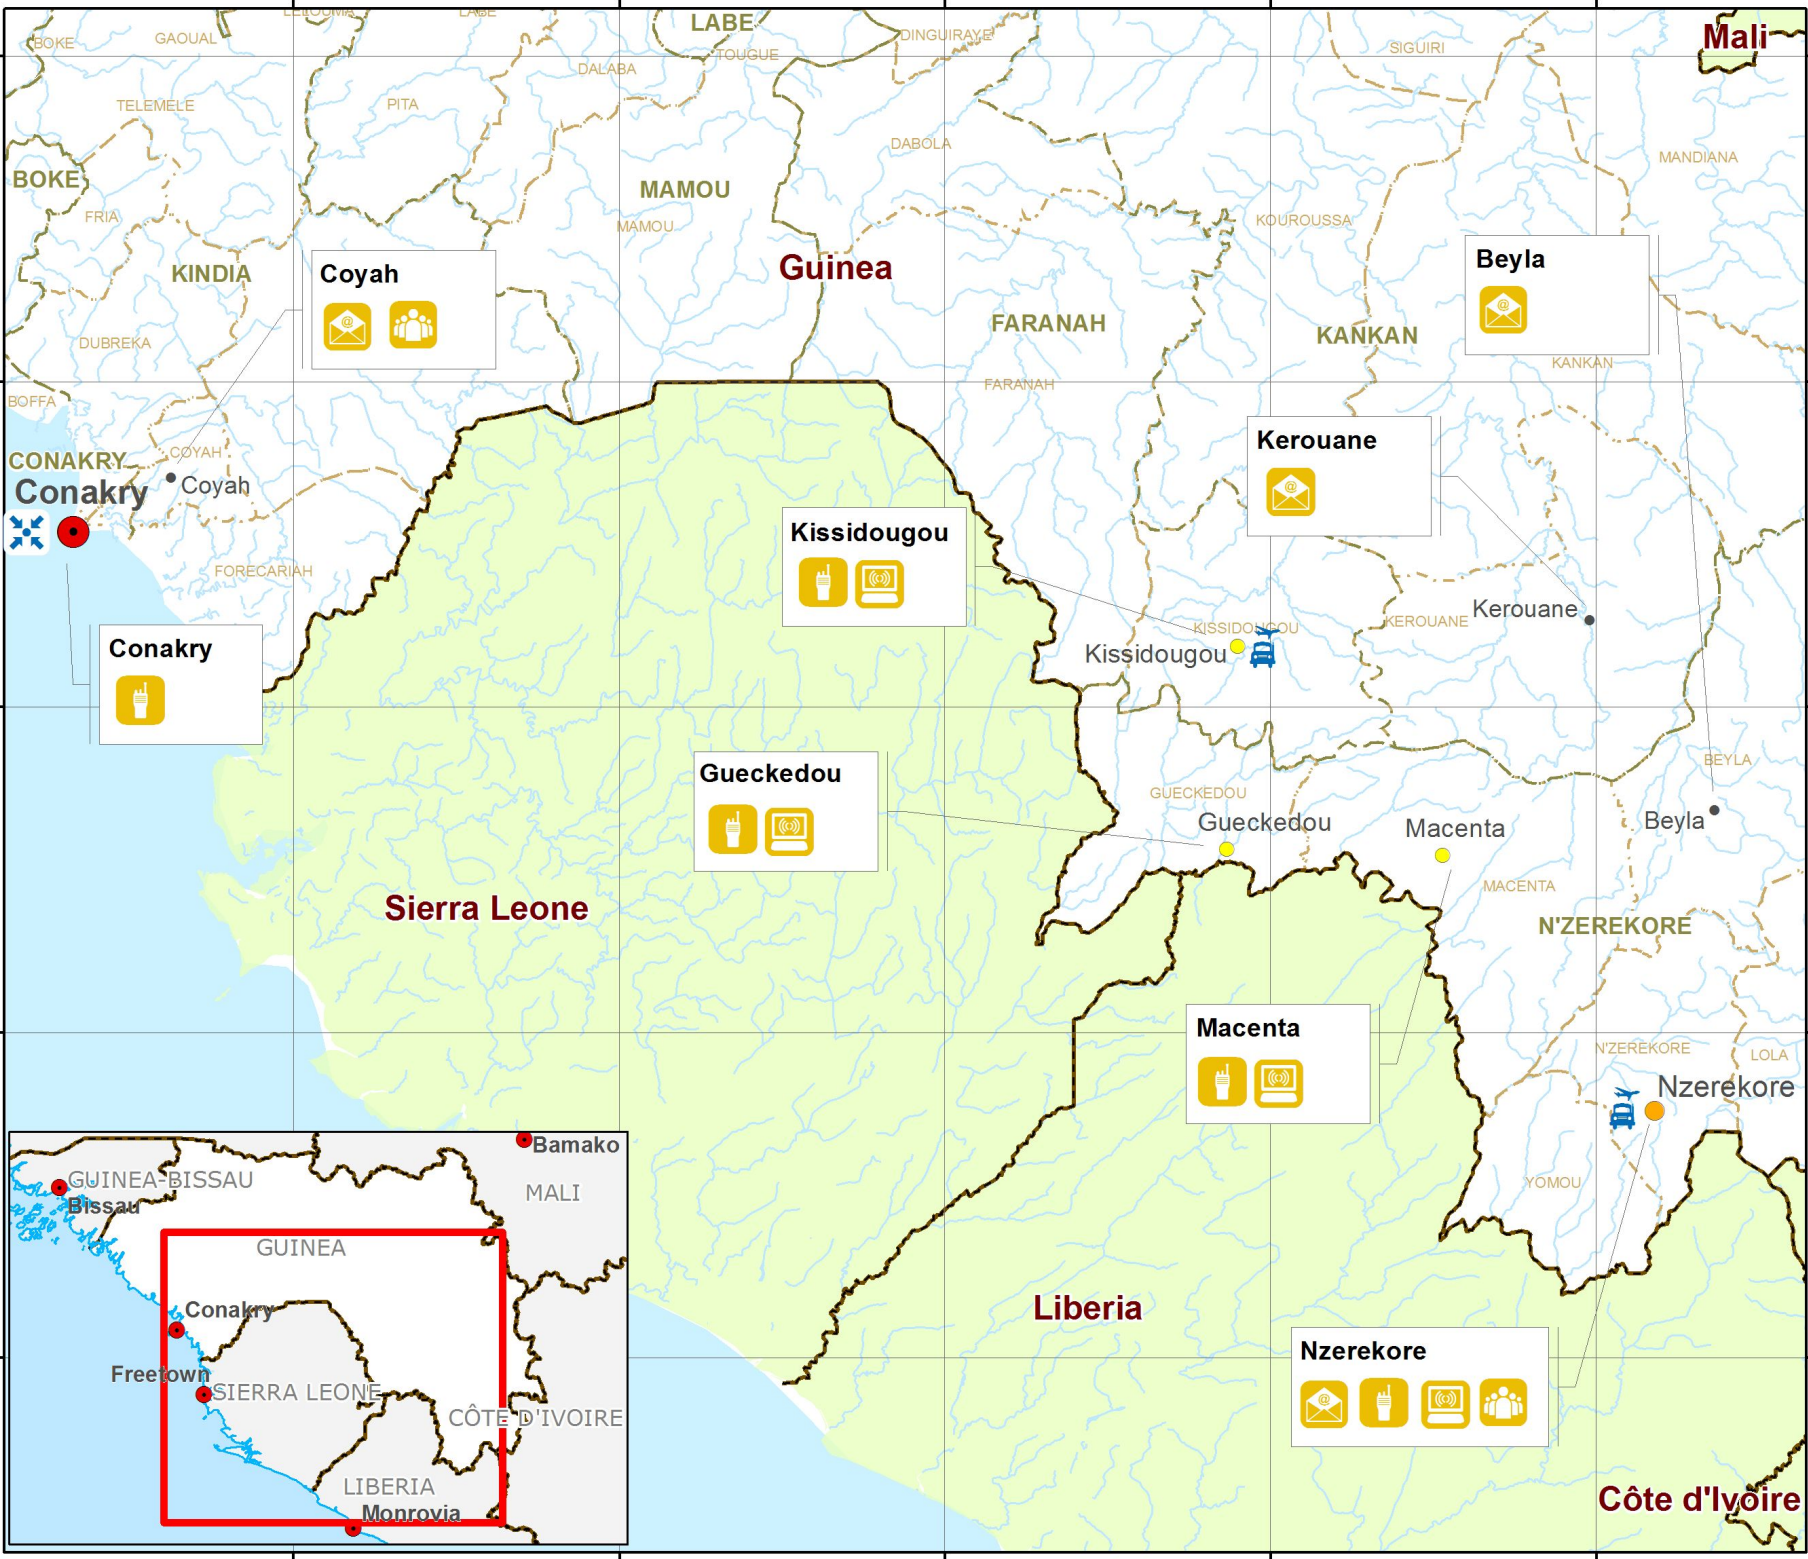 LELOUMA
LABE
LABE
Mali
BOKE
GAOUAL
DINGUIRAYE
SIGUIRI
TOUGUE
DALABA
TELEMELE
PITA
DABOLA
MANDIANA
BOKE
MAMOU
FRIA
MAMOU
KOUROUSSA
KINDIA
Coyah
@
Guinea
Beyla
@
DUBREKA
FARANAH
KANKAN
KANKAN
FARANAH
BOFFA
Kerouane
@
CONAKRY
COYAH
Conakry
Coyah
Kissidougou
FORECARIAH
Kerouane
KISSIDOUGOU
KEROUANE
Kissidougou
Conakry
Gueckedou
BEYLA
GUECKEDOU
Gueckedou
Macenta
Beyla
MACENTA
Sierra Leone
N'ZEREKORE
Macenta
N'ZEREKORE
LOLA
Nzerekore
YOMOU
Bamako
GUINEA-BISSAU
Bissau
MALI
GUINEA
Conakry
Freetown
SIERRA LEONE
CÔTE D'IVOIRE
LIBERIA
Monrovia
Liberia
Nzerekore
@
Côte d'Ivoire